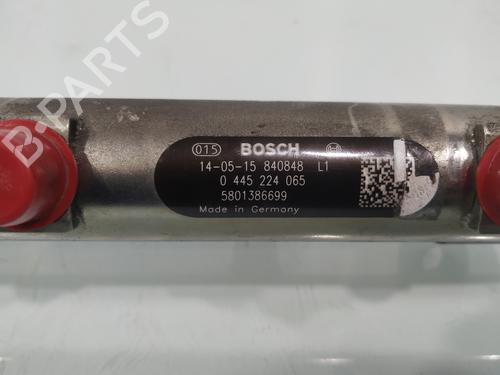 B-PARTS
015 BOSCH
14-05-15 840848 L1
0 445 224 065
5801386699
Made in Germany